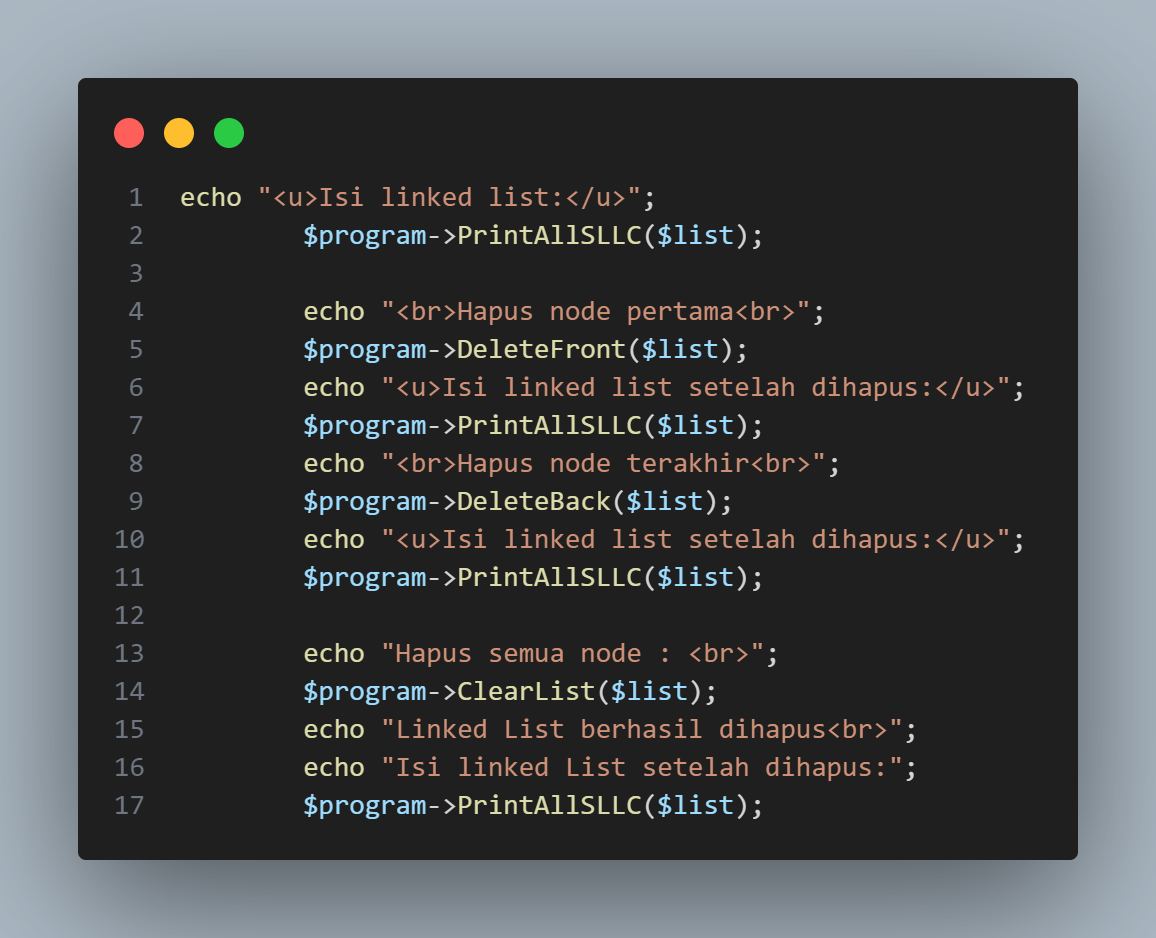 1 echo "<u>Isi linked list:</u>";
2 $program->PrintAllSLLC($list);
3
4 echo "<br>Hapus node pertama<br>";
5 $program->DeleteFront($list);
6 echo "<u>Isi linked list setelah dihapus:</u>";
7 $program->PrintAllSLLC($list);
8 echo "<br>Hapus node terakhir<br>";
9 $program->DeleteBack($list);
10 echo "<u>Isi linked list setelah dihapus:</u>";
11 $program->PrintAllSLLC($list);
12
13 echo "Hapus semua node : <br>";
14 $program->ClearList($list);
15 echo "Linked List berhasil dihapus<br>";
16 echo "Isi linked List setelah dihapus:";
17 $program->PrintAllSLLC($list);